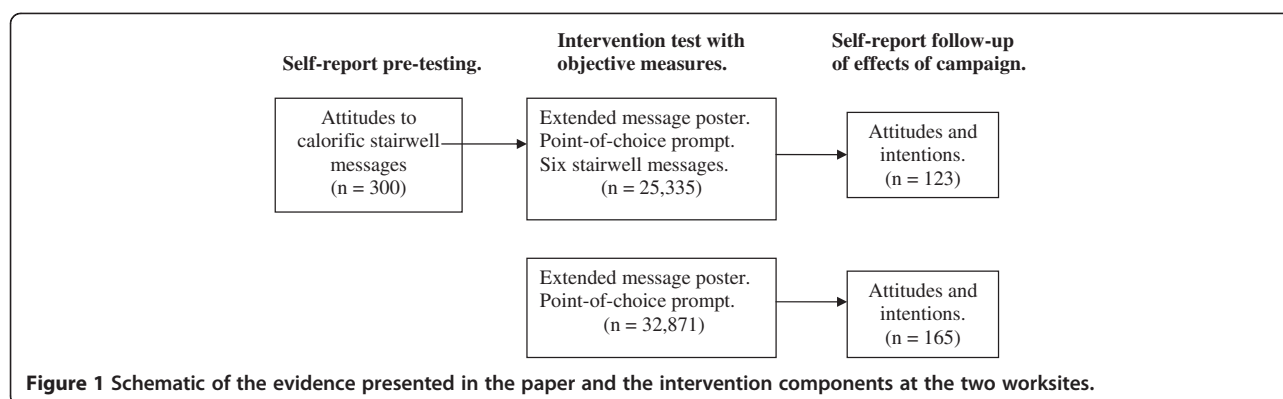 Self-report pre-testing.
Intervention test with
objective measures.
Self-report follow-up
of effects of campaign.
Attitudes to
calorific stairwell
messages
(n = 300)
Extended message poster.
Point-of-choice prompt.
Six stairwell messages.
(n = 25,335)
Attitudes and
intentions.
(n = 123)
Extended message poster.
Point-of-choice prompt.
(n = 32,871)
Attitudes and
intentions.
(n = 165)
Figure 1 Schematic of the evidence presented in the paper and the intervention components at the two worksites.